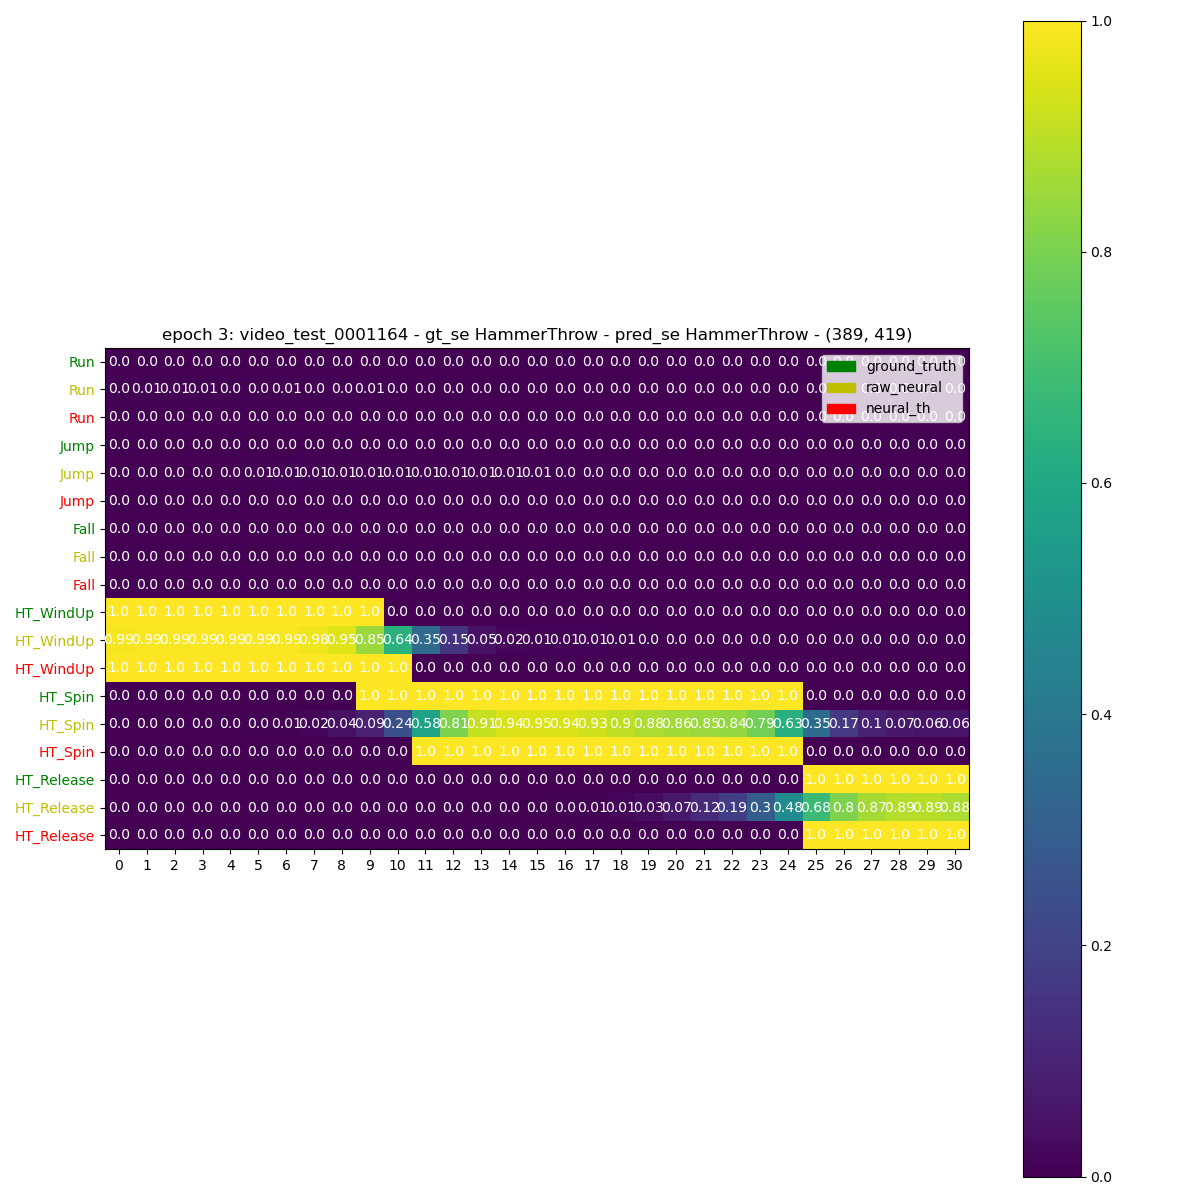 epoch 3: video_test_0001164 - gt_se HammerThrow - pred_se HammerThrow - (389, 419)
ground_truth
raw_neural
neural_th
Run 0.0 0.0 0.0 0.0 0.0 0.0 0.0 0.0 0.0 0.0 0.0 0.0 0.0 0.0 0.0 0.0 0.0 0.0 0.0 0.0 0.0 0.0 0.0 0.0 0.0
Run 0.0 0.01 0.01 0.01 0.0 0.0 0.01 0.0 0.0 0.01 0.0 0.0 0.0 0.0 0.0 0.0 0.0 0.0 0.0 0.0 0.0 0.0 0.0 0.0 0.0
Run 0.0 0.0 0.0 0.0 0.0 0.0 0.0 0.0 0.0 0.0 0.0 0.0 0.0 0.0 0.0 0.0 0.0 0.0 0.0 0.0 0.0 0.0 0.0 0.0 0.0
Jump 0.0 0.0 0.0 0.0 0.0 0.0 0.0 0.0 0.0 0.0 0.0 0.0 0.0 0.0 0.0 0.0 0.0 0.0 0.0 0.0 0.0 0.0 0.0 0.0 0.0 0.0 0.0 0.0 0.0 0.0 0.0
Jump 0.0 0.0 0.0 0.0 0.0 0.01 0.01 0.01 0.01 0.01 0.01 0.01 0.01 0.01 0.01 0.01 0.0 0.0 0.0 0.0 0.0 0.0 0.0 0.0 0.0 0.0 0.0 0.0 0.0 0.0 0.0
Jump 0.0 0.0 0.0 0.0 0.0 0.0 0.0 0.0 0.0 0.0 0.0 0.0 0.0 0.0 0.0 0.0 0.0 0.0 0.0 0.0 0.0 0.0 0.0 0.0 0.0 0.0 0.0 0.0 0.0 0.0 0.0
Fall 0.0 0.0 0.0 0.0 0.0 0.0 0.0 0.0 0.0 0.0 0.0 0.0 0.0 0.0 0.0 0.0 0.0 0.0 0.0 0.0 0.0 0.0 0.0 0.0 0.0 0.0 0.0 0.0 0.0 0.0 0.0
Fall 0.0 0.0 0.0 0.0 0.0 0.0 0.0 0.0 0.0 0.0 0.0 0.0 0.0 0.0 0.0 0.0 0.0 0.0 0.0 0.0 0.0 0.0 0.0 0.0 0.0 0.0 0.0 0.0 0.0 0.0 0.0
Fall 0.0 0.0 0.0 0.0 0.0 0.0 0.0 0.0 0.0 0.0 0.0 0.0 0.0 0.0 0.0 0.0 0.0 0.0 0.0 0.0 0.0 0.0 0.0 0.0 0.0 0.0 0.0 0.0 0.0 0.0 0.0
HT_WindUp 1.0 1.0 1.0 1.0 1.0 1.0 1.0 1.0 1.0 1.0 0.0 0.0 0.0 0.0 0.0 0.0 0.0 0.0 0.0 0.0 0.0 0.0 0.0 0.0 0.0 0.0 0.0 0.0 0.0 0.0 0.0
HT_WindUp 0.99 0.99 0.99 0.99 0.99 0.99 0.99 0.98 0.95 0.85 0.64 0.35 0.15 0.05 0.02 0.01 0.01 0.01 0.01 0.0 0.0 0.0 0.0 0.0 0.0 0.0 0.0 0.0 0.0 0.0 0.0
HT_WindUp 1.0 1.0 1.0 1.0 1.0 1.0 1.0 1.0 1.0 1.0 1.0 0.0 0.0 0.0 0.0 0.0 0.0 0.0 0.0 0.0 0.0 0.0 0.0 0.0 0.0 0.0 0.0 0.0 0.0 0.0 0.0
HT_Spin 0.0 0.0 0.0 0.0 0.0 0.0 0.0 0.0 0.0 1.0 1.0 1.0 1.0 1.0 1.0 1.0 1.0 1.0 1.0 1.0 1.0 1.0 1.0 1.0 1.0 0.0 0.0 0.0 0.0 0.0 0.0
HT_Spin 0.0 0.0 0.0 0.0 0.0 0.0 0.01 0.02 0.04 0.09 0.24 0.58 0.81 0.91 0.94 0.95 0.94 0.93 0.9 0.88 0.86 0.85 0.84 0.79 0.63 0.35 0.17 0.1 0.07 0.06 0.06
HT_Spin 0.0 0.0 0.0 0.0 0.0 0.0 0.0 0.0 0.0 0.0 0.0 1.0 1.0 1.0 1.0 1.0 1.0 1.0 1.0 1.0 1.0 1.0 1.0 1.0 1.0 0.0 0.0 0.0 0.0 0.0 0.0
HT_Release 0.0 0.0 0.0 0.0 0.0 0.0 0.0 0.0 0.0 0.0 0.0 0.0 0.0 0.0 0.0 0.0 0.0 0.0 0.0 0.0 0.0 0.0 0.0 0.0 0.0 1.0 1.0 1.0 1.0 1.0 1.0
HT_Release 0.0 0.0 0.0 0.0 0.0 0.0 0.0 0.0 0.0 0.0 0.0 0.0 0.0 0.0 0.0 0.0 0.0 0.01 0.01 0.03 0.07 0.12 0.19 0.3 0.48 0.68 0.8 0.87 0.89 0.89 0.88
HT_Release 0.0 0.0 0.0 0.0 0.0 0.0 0.0 0.0 0.0 0.0 0.0 0.0 0.0 0.0 0.0 0.0 0.0 0.0 0.0 0.0 0.0 0.0 0.0 0.0 0.0 1.0 1.0 1.0 1.0 1.0 1.0
0 1 2 3 4 5 6 7 8 9 10 11 12 13 14 15 16 17 18 19 20 21 22 23 24 25 26 27 28 29 30
1.0
0.8
0.6
0.4
0.2
0.0